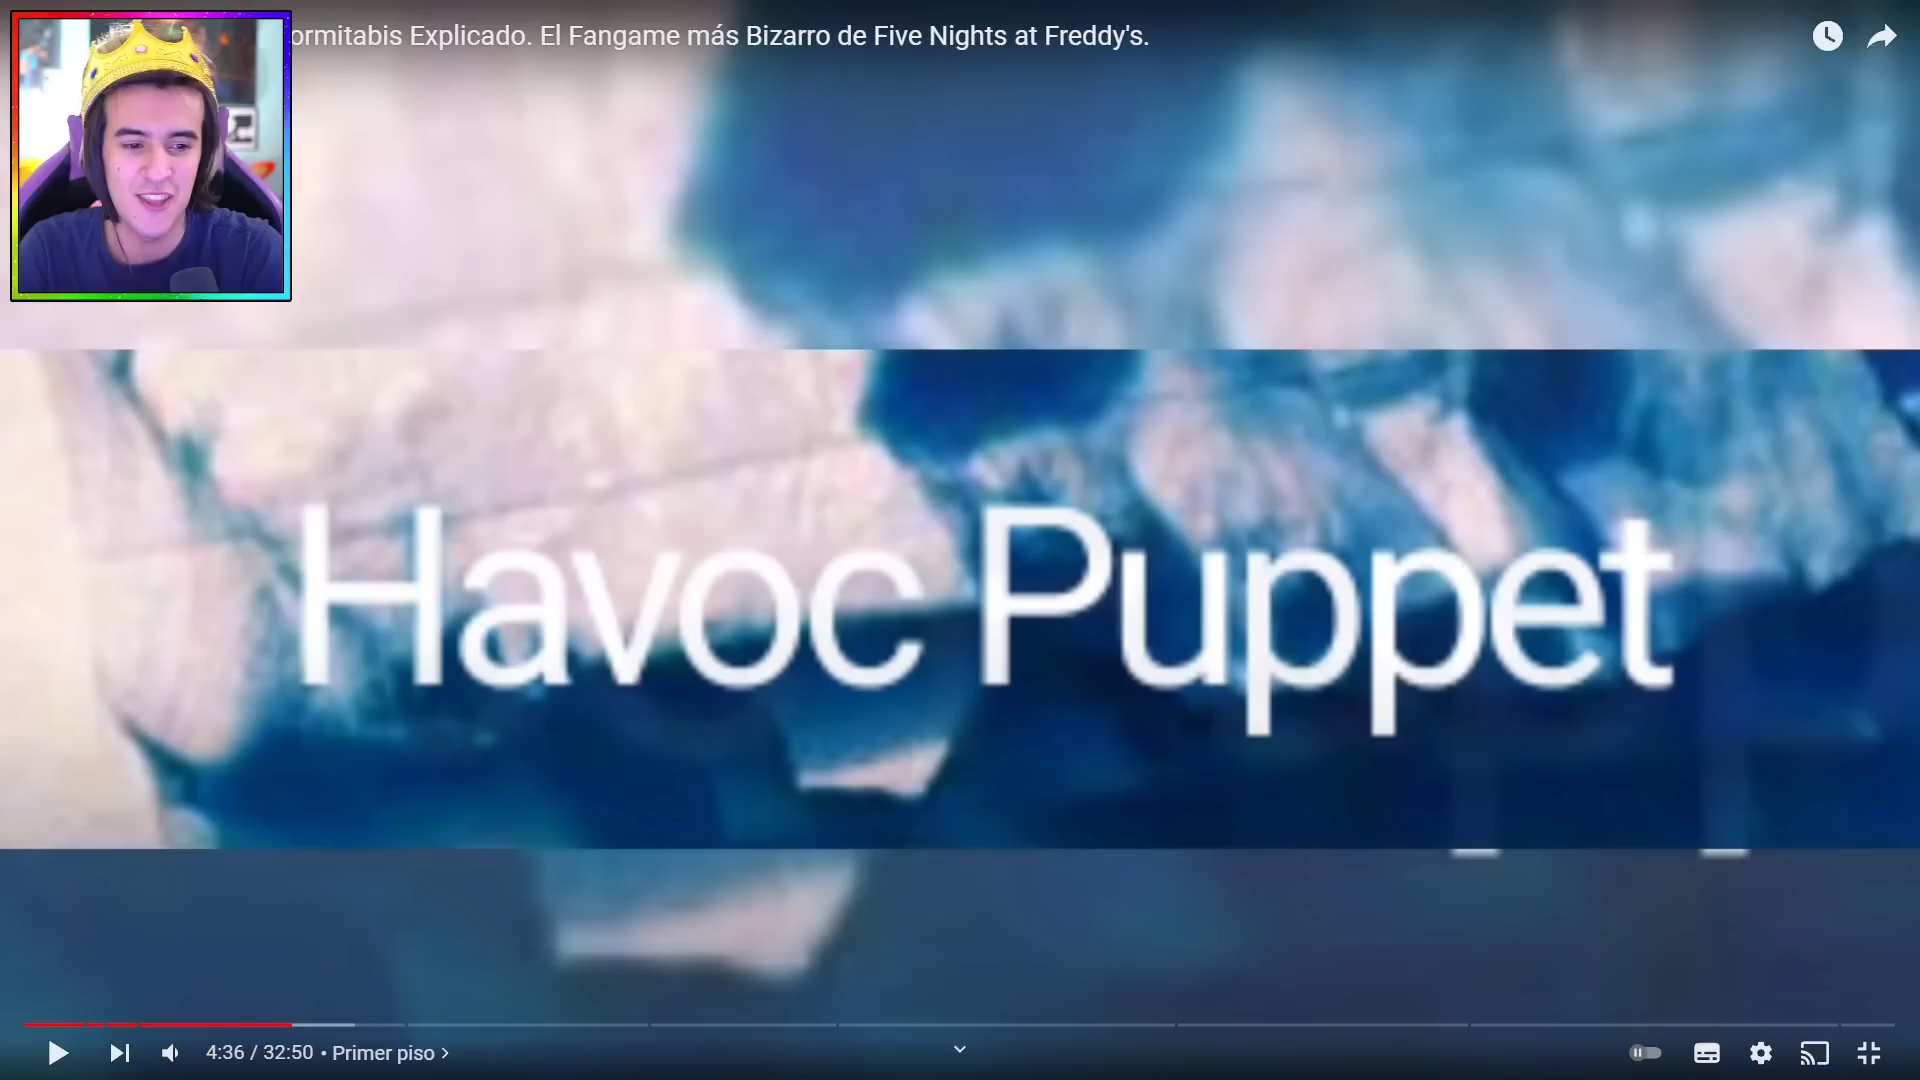 ormitabis Explicado. El Fangame más Bizarro de Five Nights at Freddy's.
Havoc Puppet
4:36 / 32:50 • Primer piso